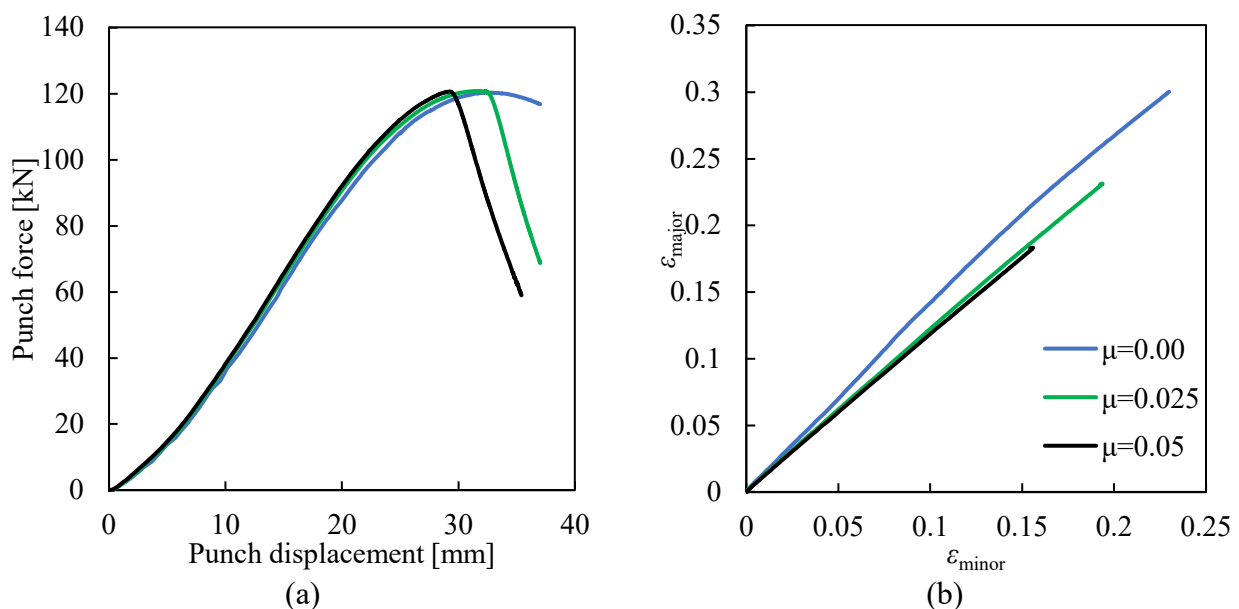 140
120
100
80
60
40
20
0
Punch force [kN]
0 10 20 30 40
Punch displacement [mm]
(a)
0.35
0.3
0.25
0.2
0.15
0.1
0.05
0
εmajor
0 0.05 0.1 0.15 0.2 0.25
εminor
μ=0.00
μ=0.025
μ=0.05
(b)